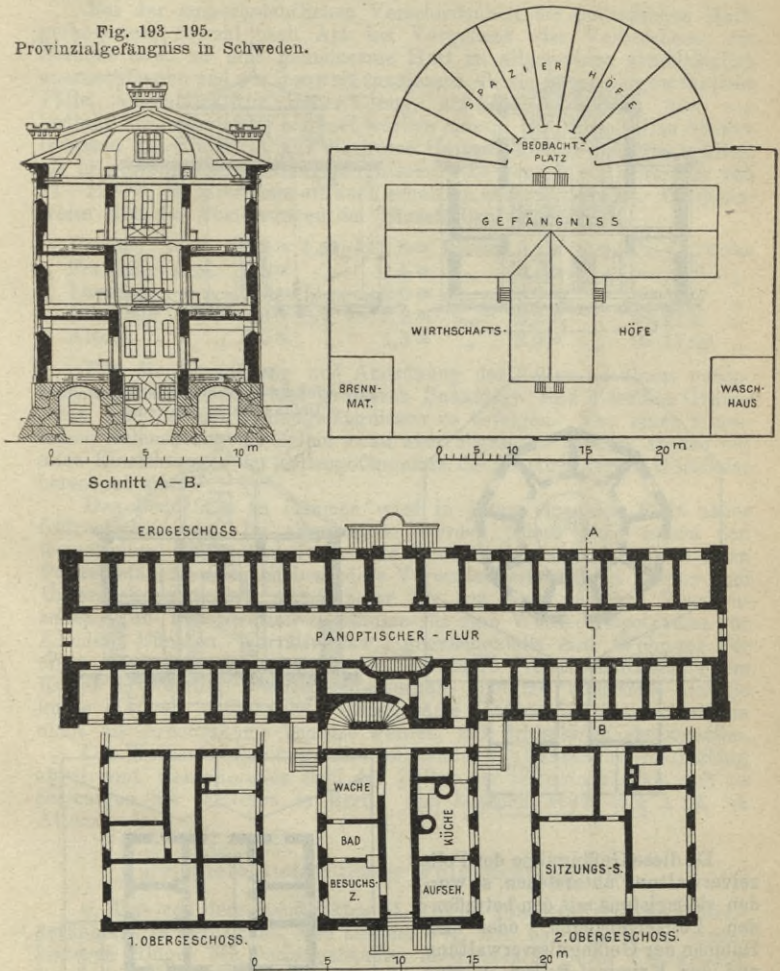 Fig. 193—195.
Provinzialgefängniss in Schweden.
SPAZIER HÖFE
BEOBACHT.-
PLATZ
GEFÄNGNISS
WIRTHSCHAFTS- HÖFE
BRENN-
MAT.
WASCH-
HAUS
0 5 10 m
0 5 10 15 20 m
Schnitt A—B.
ERDGESCHOSS
A
PANOPTISCHER - FLUR
B
WACHE
BAD
BESUCHS-
Z.
KÜCHE
AUFSEH.
SITZUNGS-S.
1. OBERGESCHOSS.
2. OBERGESCHOSS.
0 5 10 15 20 m